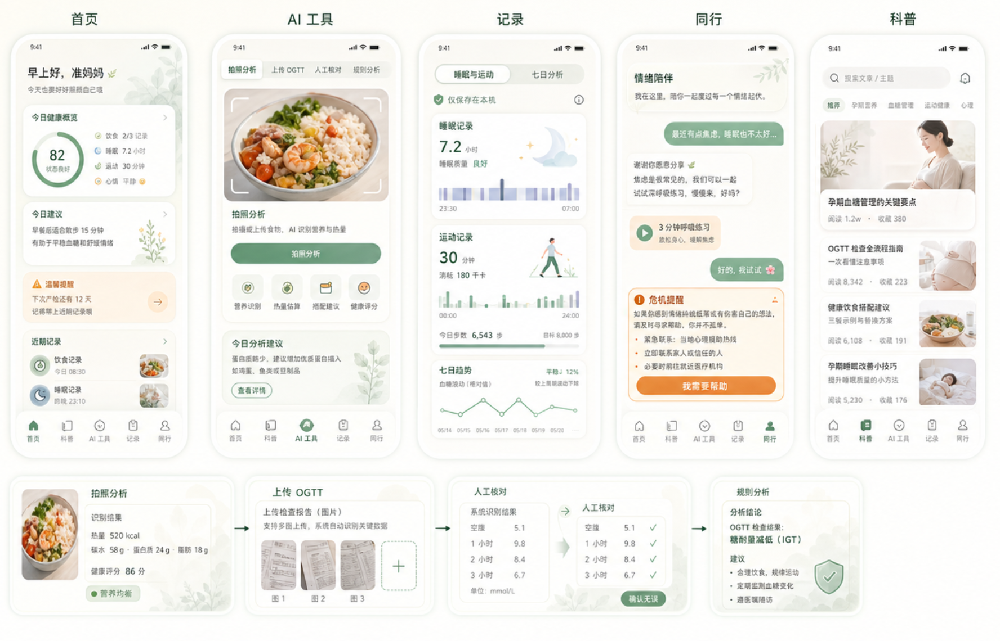 首页
9:41
早上好，准妈妈
今天也要好好照顾自己哦
今日健康概览
82
状态良好
饮食 2/3 记录
睡眠 7.2 小时
运动 30 分钟
心情 平静
今日建议
早餐后适合散步 15 分钟
有助于平稳血糖和舒缓情绪
温馨提醒
下次产检还有 12 天
记得带上近期记录哦
近期记录
饮食记录
今日 08:30
睡眠记录
昨晚 23:10
首页 科普 AI 工具 记录 同行
AI 工具
9:41
拍照分析 上传 OGTT 人工核对 规则分析
拍照分析
拍摄或上传食物，AI 识别营养与热量
拍照分析
营养识别 热量估算 搭配建议 健康评分
今日分析建议
蛋白质略少，建议增加优质蛋白摄入
如鸡蛋、鱼类或豆制品
查看详情
首页 科普 AI 工具 记录 同行
记录
9:41
睡眠与运动 七日分析
仅保存在本机
睡眠记录
7.2 小时
睡眠质量 良好
23:30 07:00
运动记录
30 分钟
消耗 180 千卡
00:00 24:00
今日步数 6,543 步 目标 8,000 步
七日趋势 平稳↓ 12%
血糖波动 (相对值) 较上周期波动下降
05/14 05/15 05/16 05/17 05/18 05/19 05/20
同行
9:41
情绪陪伴
我在这里，陪你一起度过每一个情绪起伏。
最近有点焦虑，睡眠也不太好...
谢谢你愿意分享
焦虑是很常见的，我们可以一起
试试深呼吸练习，慢慢来，好吗？
3 分钟呼吸练习
放松身心，缓解焦虑
好的，我试试
危机提醒
如果你感到情绪持续低落或有伤害自己的想法，
请及时寻求帮助，你并不孤单。
• 紧急联系：当地心理援助热线
• 立即联系家人或信任的人
• 必要时前往就近医疗机构
我需要帮助
首页 科普 AI 工具 记录 同行
科普
9:41
搜索文章 / 主题
推荐 孕期营养 血糖管理 运动健康 心理
孕期血糖管理的关键要点
阅读 1.2w · 收藏 380
OGTT 检查全流程指南
一次看懂注意事项
阅读 8,342 · 收藏 223
健康饮食搭配建议
三餐示例与替换方案
阅读 6,108 · 收藏 191
孕期睡眠改善小技巧
提升睡眠质量的小方法
阅读 5,230 · 收藏 176
首页 科普 AI 工具 记录 同行
拍照分析
识别结果
热量 520 kcal
碳水 58 g · 蛋白质 24 g · 脂肪 18 g
健康评分 86 分
营养均衡
上传 OGTT
上传检查报告（图片）
支持多图上传，系统自动识别关键数据
图 1 图 2 图 3
人工核对
系统识别结果
空腹 5.1
1 小时 9.8
2 小时 8.4
3 小时 6.7
单位：mmol/L
人工核对
空腹 5.1 ✓
1 小时 9.8 ✓
2 小时 8.4 ✓
3 小时 6.7 ✓
确认无误
规则分析
分析结论
OGTT 检查结果：
糖耐量减低（IGT）
建议
• 合理饮食，规律运动
• 定期监测血糖变化
• 遵医嘱随访